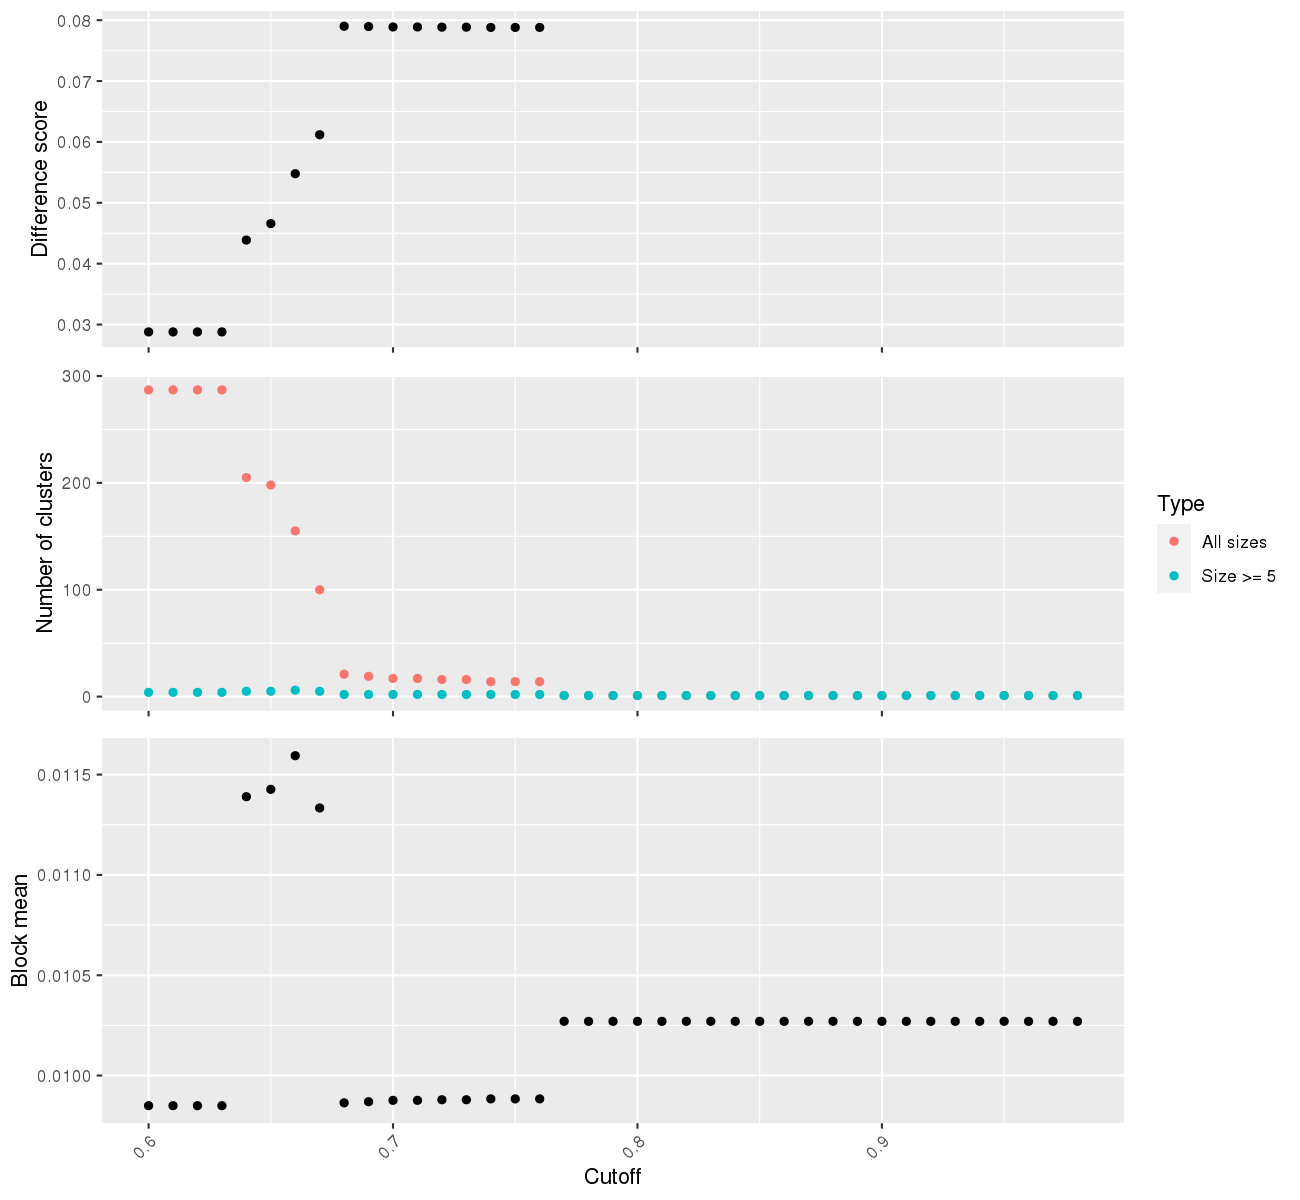 Difference score
0.08
0.07
0.06
0.05
0.04
0.03
Number of clusters
300
200
100
0
Type
All sizes
Size >= 5
Block mean
0.0115
0.0110
0.0105
0.0100
0.6 0.7 0.8 0.9
Cutoff